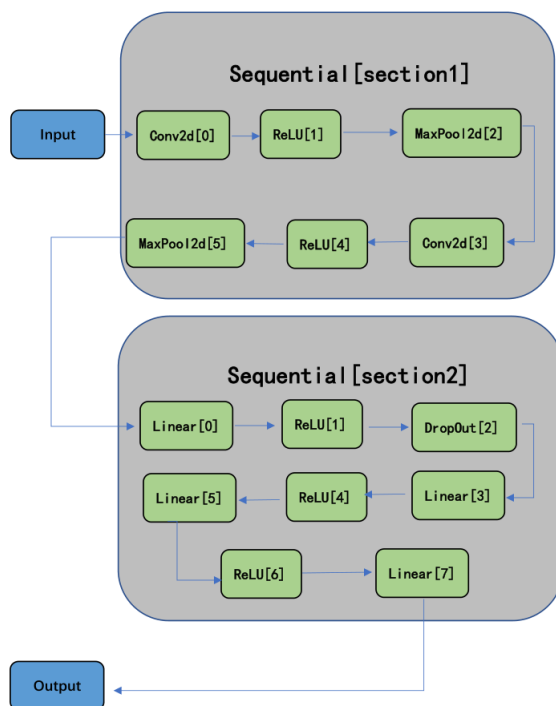 Sequential[section1]
Input
Conv2d[0]
ReLU[1]
MaxPool2d[2]
MaxPool2d[5]
ReLU[4]
Conv2d[3]
Sequential[section2]
Linear[0]
ReLU[1]
DropOut[2]
Linear[5]
ReLU[4]
Linear[3]
ReLU[6]
Linear[7]
Output